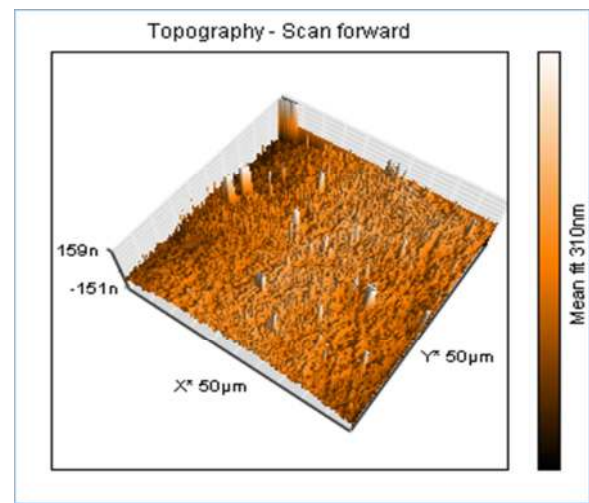 Topography - Scan forward
159n
-151n
X* 50µm
Y* 50µm
Mean fit 310nm